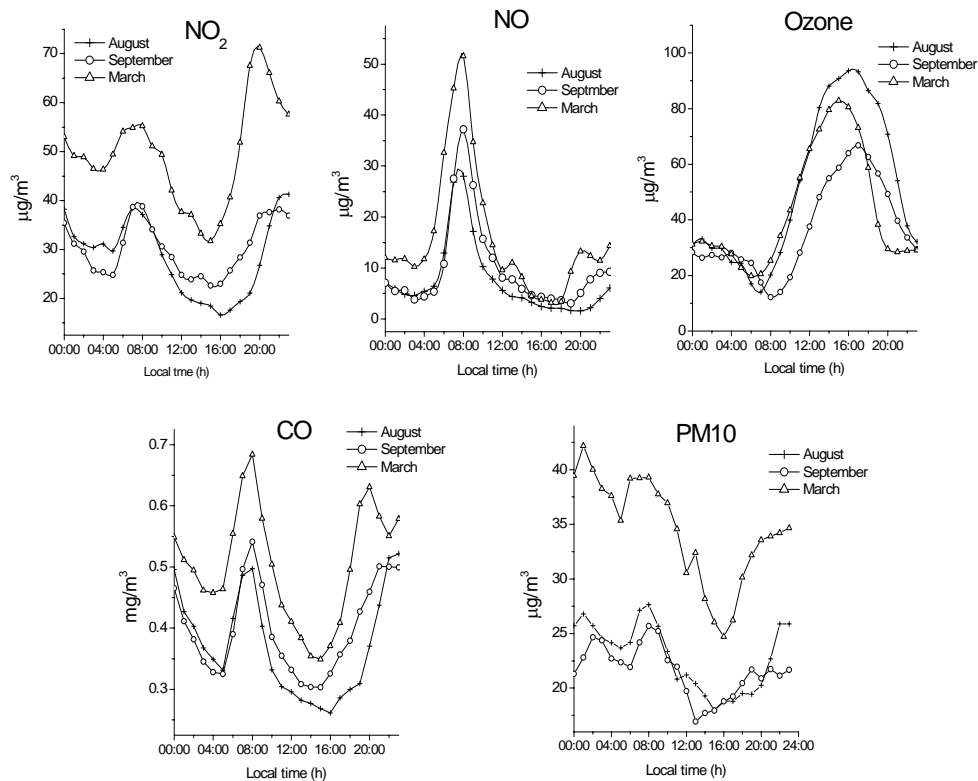 NO2
August
September
March
70
60
50
40
30
20
µg/m3
00:00 04:00 08:00 12:00 16:00 20:00
Local time (h)
NO
August
Septmber
March
60
50
40
30
20
10
0
µg/m3
00:00 04:00 08:00 12:00 16:00 20:00
Local time (h)
Ozone
August
September
March
100
80
60
40
20
0
µg/m3
00:00 04:00 08:00 12:00 16:00 20:00
Local time (h)
CO
August
September
March
0.7
0.6
0.5
0.4
0.3
mg/m3
00:00 04:00 08:00 12:00 16:00 20:00
Local time (h)
PM10
August
September
March
40
35
30
25
20
µg/m3
00:00 04:00 08:00 12:00 16:00 20:00 24:00
Local time (h)